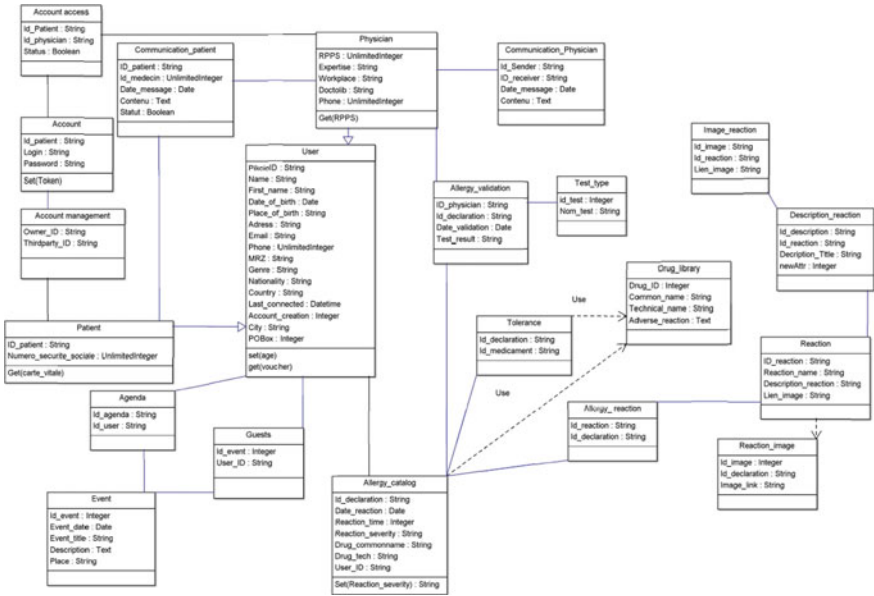 Account access
Id_Patient : String
Id_physician : String
Status : Boolean
Communication_patient
ID_patient : String
Id_medecin : UnlimitedInteger
Date_message : Date
Contenu : Text
Statut : Boolean
Physician
RPPS : UnlimitedInteger
Expertise : String
Workplace : String
Doctolib : String
Phone : UnlimitedInteger
Get(RPPS)
Communication_Physician
Id_Sender : String
ID_receiver : String
Date_message : Date
Contenu : Text
Account
Id_patient : String
Login : String
Password : String
Set(Token)
Account management
Owner_ID : String
Thirdparty_ID : String
User
Name : String
First_name : String
Date_of_birth : Date
Place_of_birth : String
Adress : String
Email : String
Phone : UnlimitedInteger
MRZ : String
Genre : String
Nationality : String
Country : String
Last_connected : Datetime
Account_creation : Integer
City : String
POBox : Integer
set(age)
get(voucher)
Allergy_validation
ID_physician : String
Id_declaration : String
Date_validation : Date
Test_result : String
Test_type
id_test : Integer
Nom_test : String
Image_reaction
Id_image : String
Id_reaction : String
Lien_image : String
Description_reaction
Id_description : String
Id_reaction : String
Decription_Title : String
newAttr : Integer
Drug_library
Drug_ID : Integer
Common_name : String
Technical_name : String
Adverse_reaction : Text
Use
Tolerance
Id_declaration : String
Id_medicament : String
Patient
ID_patient : String
Numero_securite_sociale : UnlimitedInteger
Get(carte_vitale)
Reaction
ID_reaction : String
Reaction_name : String
Description_reaction : String
Lien_image : String
Use
Agenda
Id_agenda : String
Id_user : String
Allergy_ reaction
Id_reaction : String
Id_declaration : String
Guests
Id_event : Integer
User_ID : String
Reaction_image
Id_image : Integer
Id_declaration : String
Image_link : String
Event
Id_event : Integer
Event_date : Date
Event_title : String
Description : Text
Place : String
Allergy_catalog
Id_declaration : String
Date_reaction : Date
Reaction_time : Integer
Reaction_severity : String
Drug_commonname : String
Drug_tech : String
User_ID : String
Set(Reaction_severity) : String